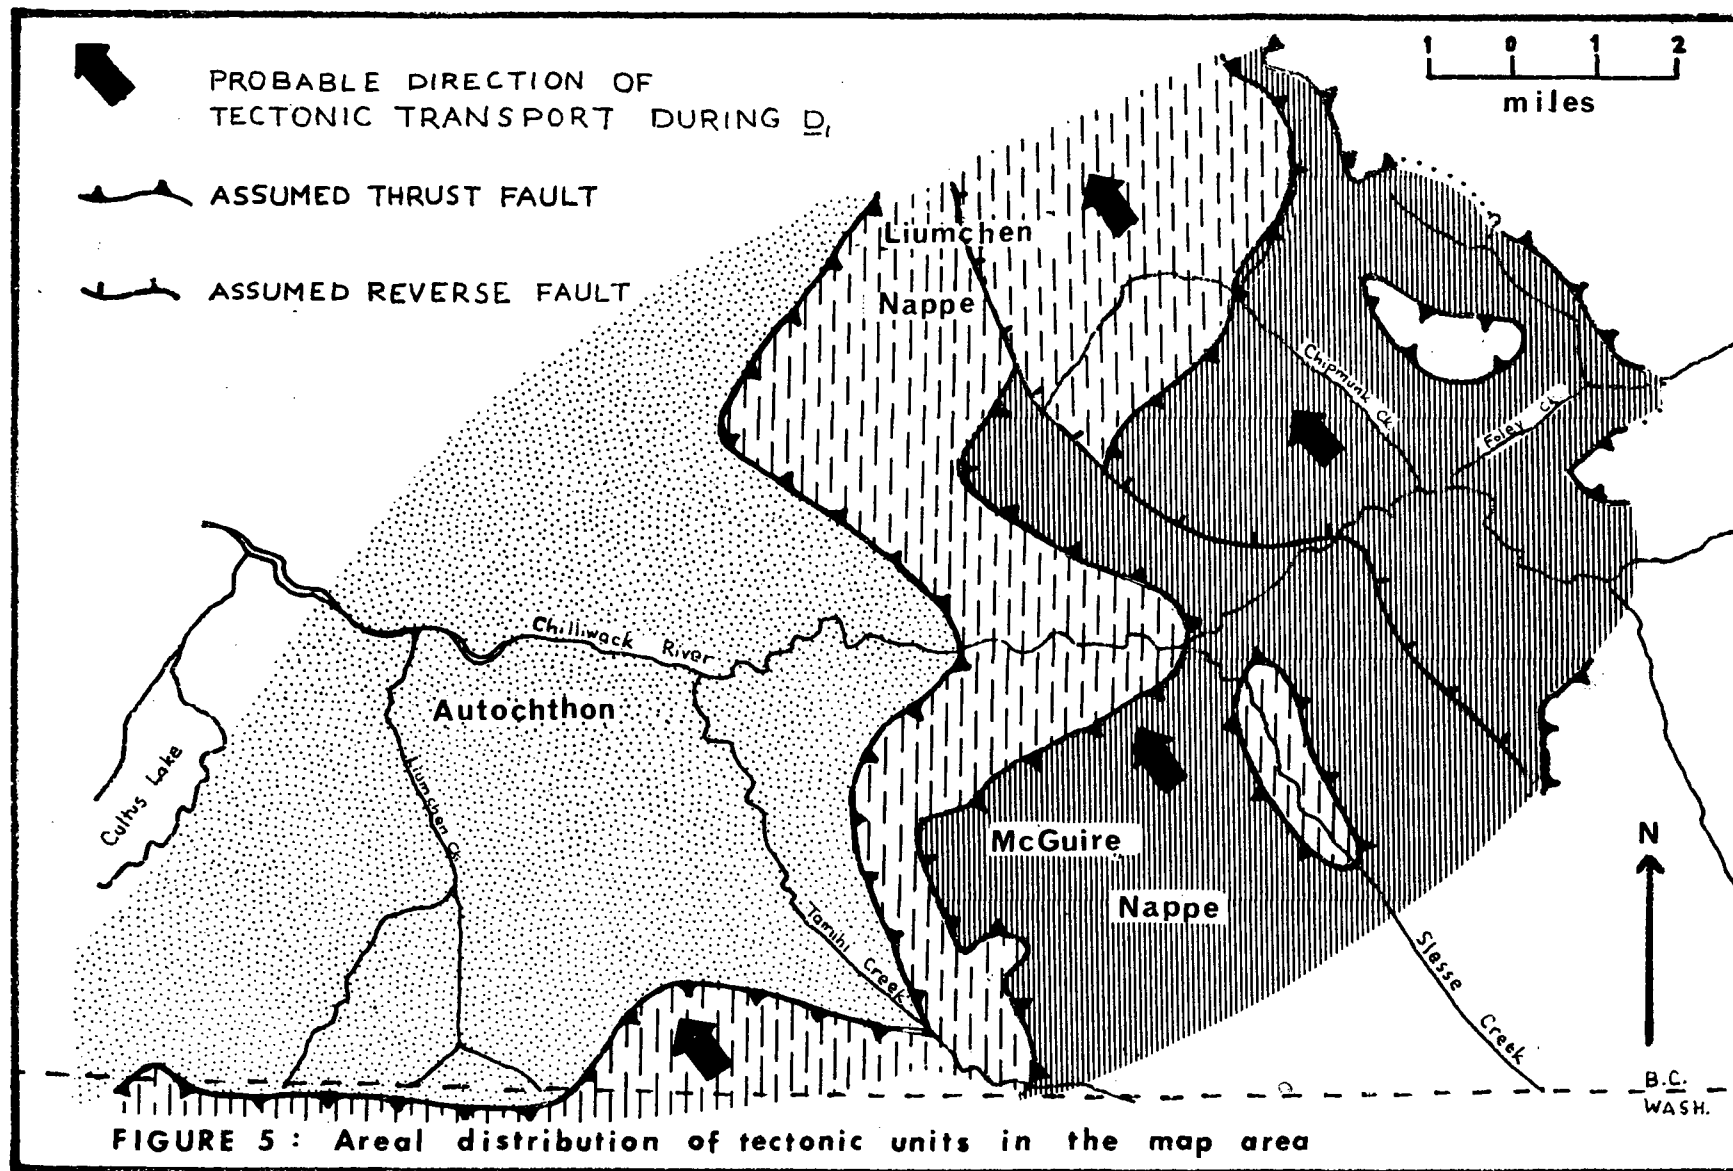 PROBABLE DIRECTION OF
TECTONIC TRANSPORT DURING D₁
ASSUMED THRUST FAULT
ASSUMED REVERSE FAULT
1 0 1 2
miles
Liumchen
Nappe
Chipmunk Ck.
Foley Ck.
?
Chilliwack River
Autochthon
Cultus Lake
Liumchen Ck.
Tamihi Creek
McGuire
Nappe
Slesse Creek
N
B.C.
WASH.
FIGURE 5 : Areal distribution of tectonic units in the map area